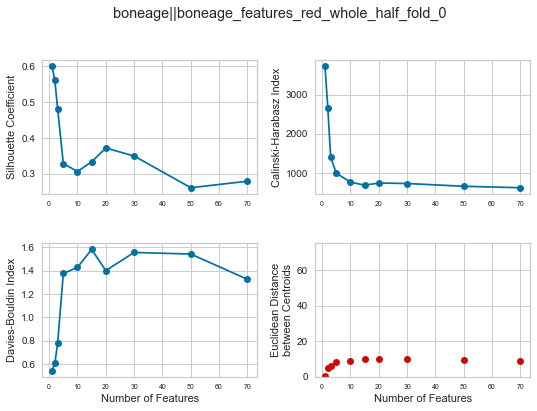 boneage||boneage_features_red_whole_half_fold_0
Silhouette Coefficient
0.6
0.5
0.4
0.3
0 10 20 30 40 50 60 70
Calinski-Harabasz Index
3000
2000
1000
0 10 20 30 40 50 60 70
Davies-Bouldin Index
1.6
1.4
1.2
1.0
0.8
0.6
0 10 20 30 40 50 60 70
Number of Features
Euclidean Distance
between Centroids
60
40
20
0
0 10 20 30 40 50 60 70
Number of Features